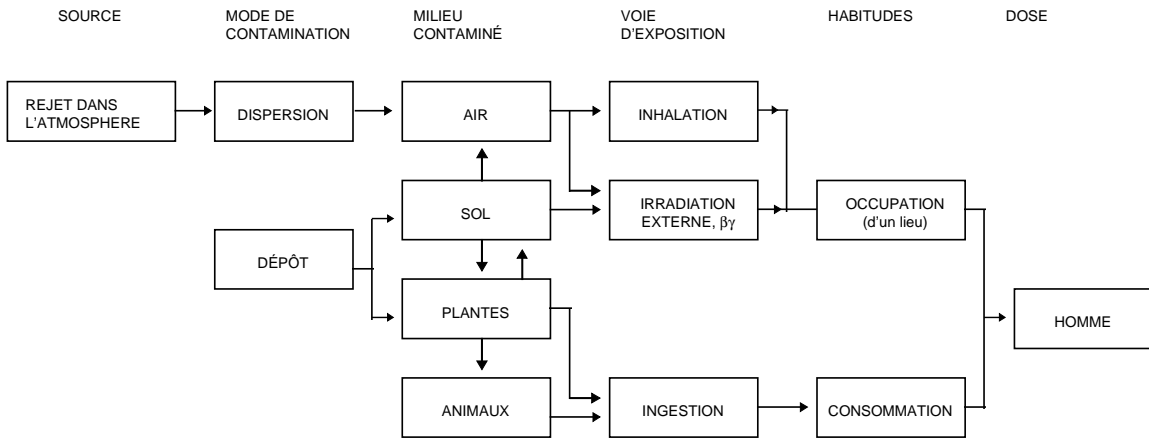 SOURCE
MODE DE
CONTAMINATION
MILIEU
CONTAMINÉ
VOIE
D'EXPOSITION
HABITUDES
DOSE
REJET DANS
L'ATMOSPHERE
DISPERSION
AIR
INHALATION
SOL
IRRADIATION
EXTERNE, βγ
OCCUPATION
(d'un lieu)
DÉPÔT
PLANTES
HOMME
ANIMAUX
INGESTION
CONSOMMATION